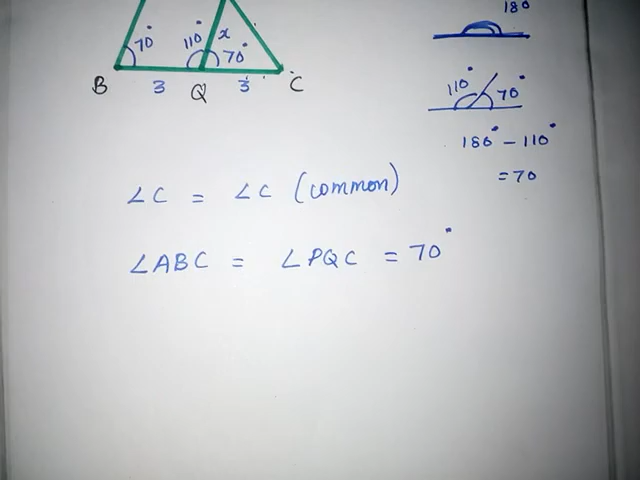 180
70° 110° x 70°
B 3 Q 3 C
110° 70°
180° - 110°
= 70
∠C = ∠C (common)
∠ABC = ∠PQC = 70°